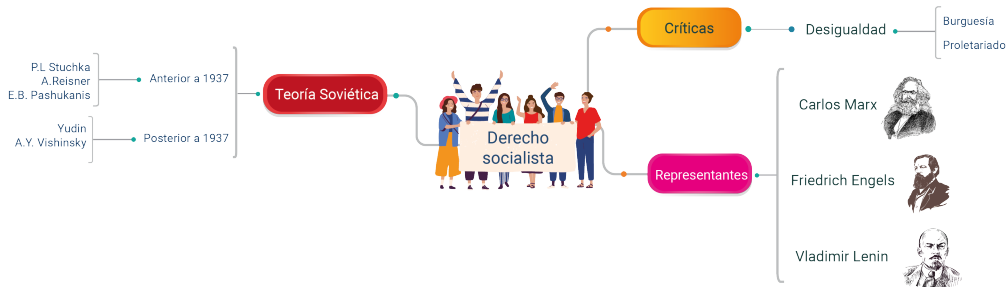 Críticas
Desigualdad
Burguesía
Proletariado
P.L Stuchka
A.Reisner
E.B. Pashukanis
Anterior a 1937
Teoría Soviética
Yudin
A.Y. Vishinsky
Posterior a 1937
Derecho
socialista
Representantes
Carlos Marx
Friedrich Engels
Vladimir Lenin